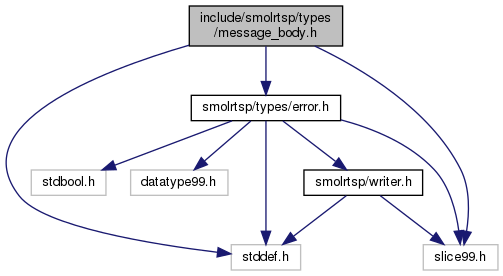 include/smolrtsp/types
/message_body.h
smolrtsp/types/error.h
stdbool.h
datatype99.h
smolrtsp/writer.h
stddef.h
slice99.h